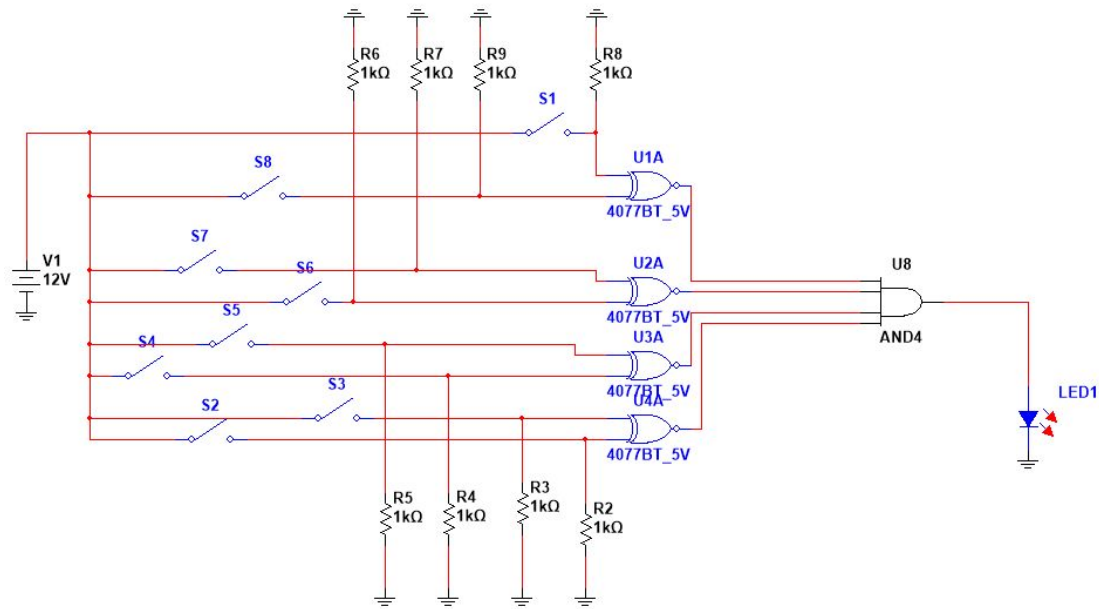 R6
1kΩ
R7
1kΩ
R9
1kΩ
R8
1kΩ
S1
U1A
4077BT_5V
S8
S7
V1
12V
S6
U2A
4077BT_5V
U8
AND4
S5
S4
U3A
4077BT_5V
S3
S2
U4A
4077BT_5V
LED1
R5
1kΩ
R4
1kΩ
R3
1kΩ
R2
1kΩ